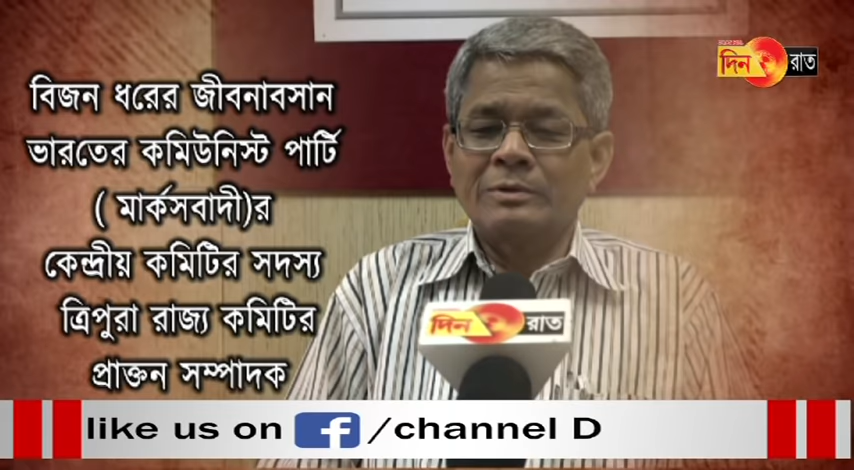 দিন রাত
বিজন ধরের জীবনাবসান
ভারতের কমিউনিস্ট পার্টি
( মার্কসবাদী)র
কেন্দ্রীয় কমিটির সদস্য
ত্রিপুরা রাজ্য কমিটির
প্রাক্তন সম্পাদক
দিন রাত
like us on f/channel D